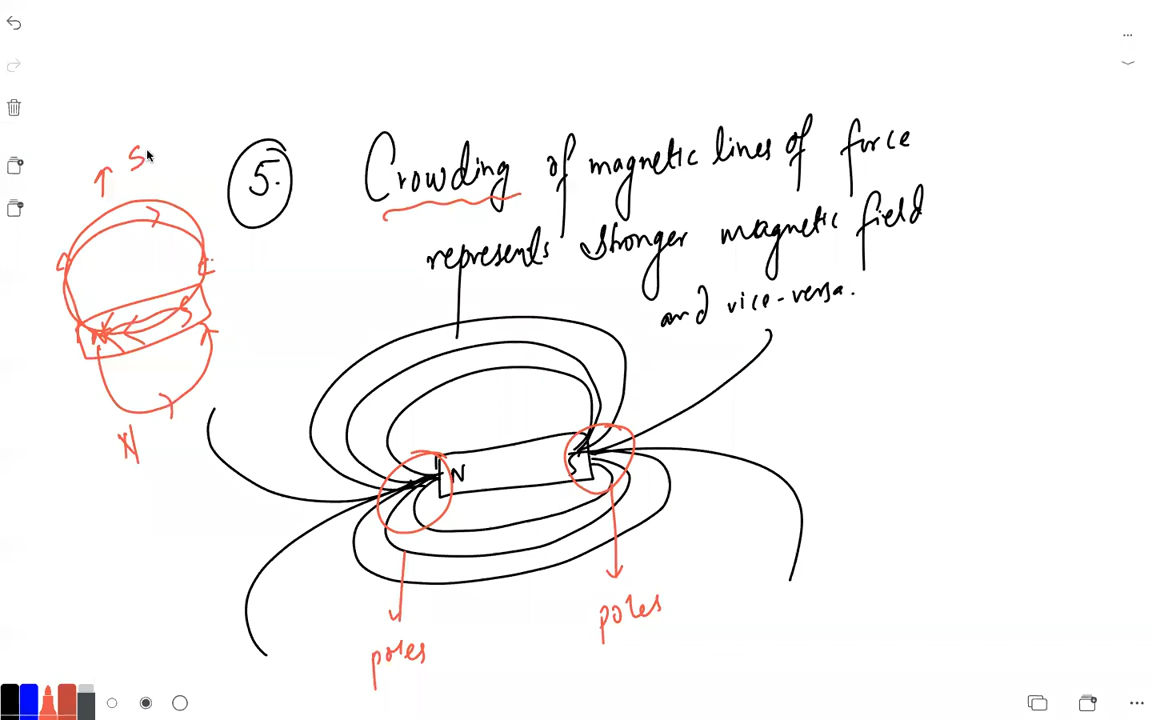 5. Crowding of magnetic lines of force
represents stronger magnetic field
and vice-versa.
S
N
N
N
S
poles
poles